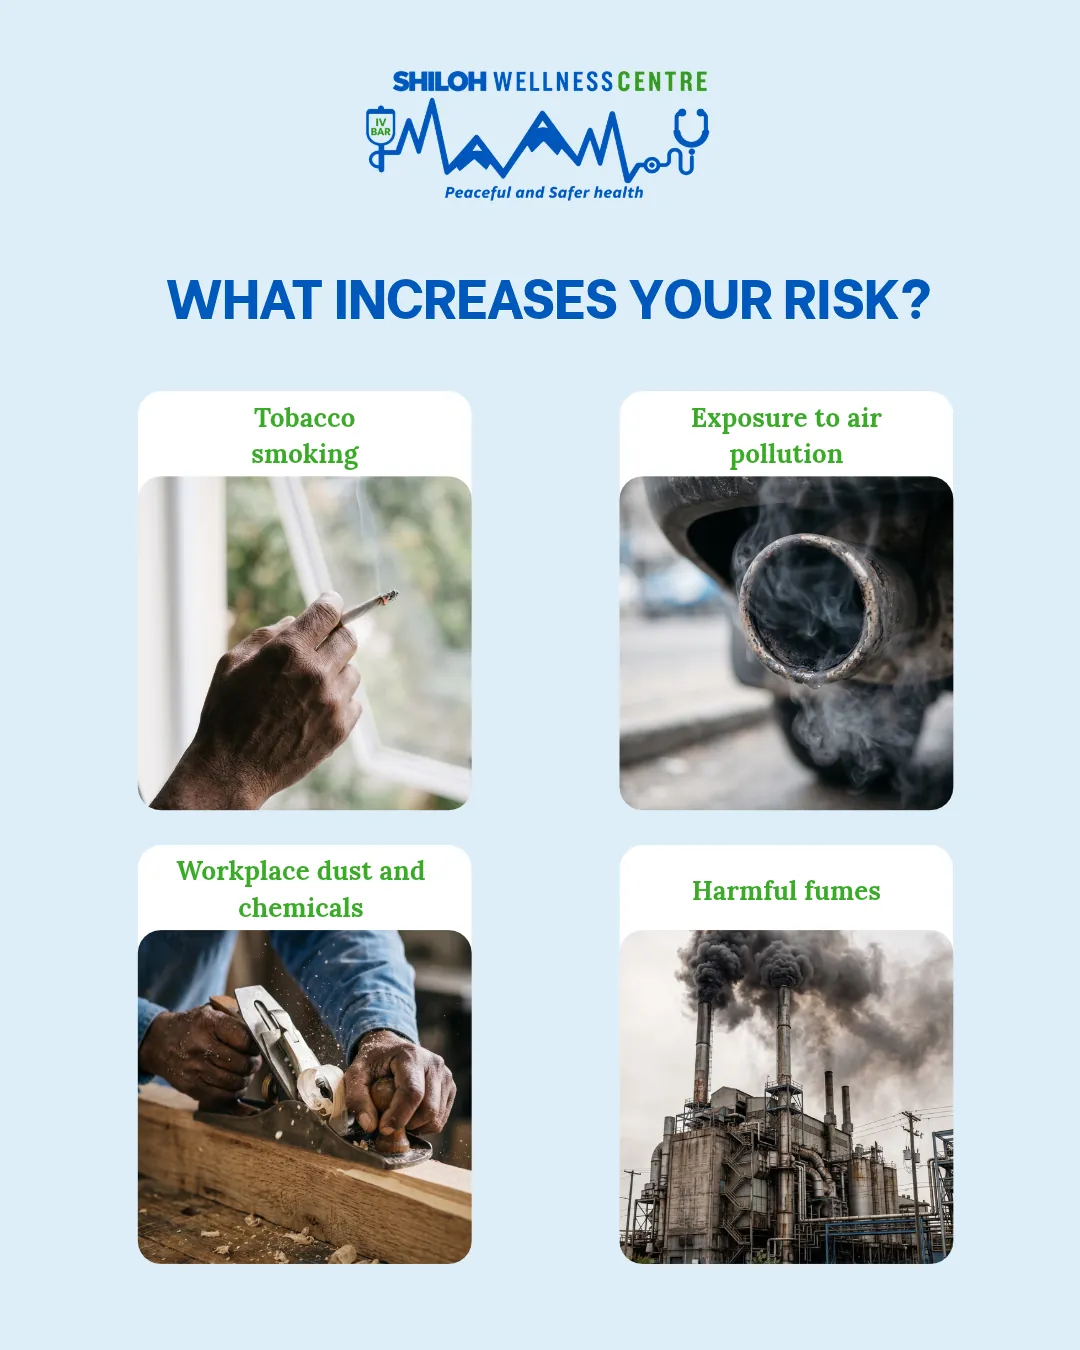 SHILOH WELLNESS CENTRE
IV
BAR
Peaceful and Safer health
WHAT INCREASES YOUR RISK?
Tobacco
smoking
Exposure to air
pollution
Workplace dust and
chemicals
Harmful fumes